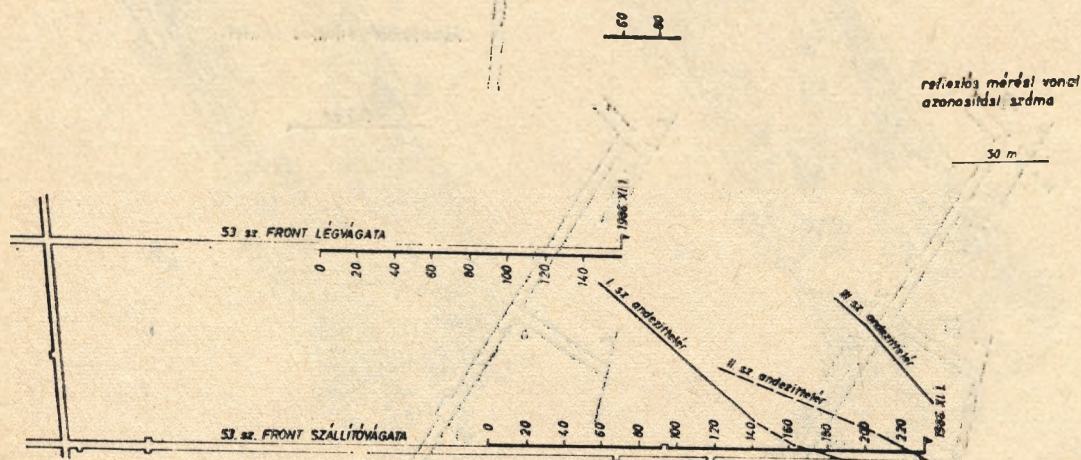 60 80
reflexiós mérési vonal
azonosítási száma
50 m
1986. XI. 1.
53. sz. FRONT LÉGVÁGATA
0 20 40 60 80 100 120 140
I. sz. andezittelér
II. sz. andezittelér
III. sz. andezittelér
1986. XI. 1.
53. sz. FRONT SZÁLLÍTÓVÁGATA
0 20 40 60 80 100 120 140 160 180 200 220